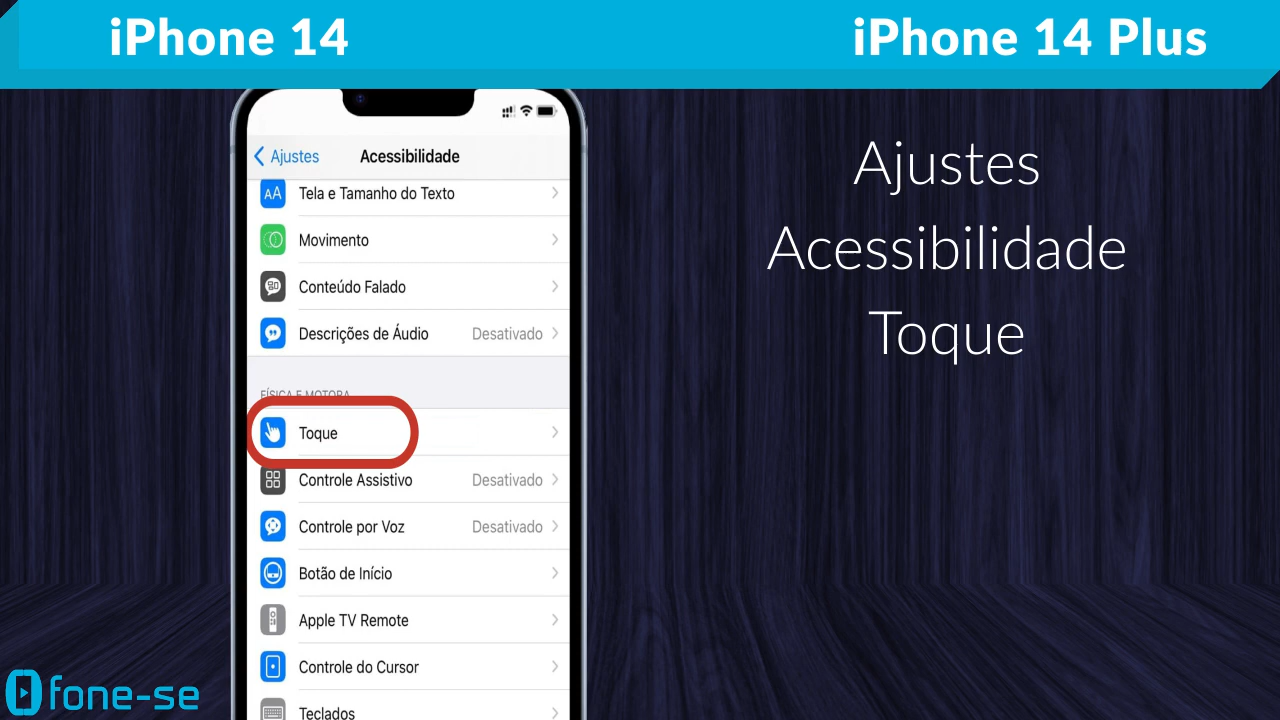 iPhone 14
iPhone 14 Plus
Ajustes
Acessibilidade
Tela e Tamanho do Texto
Movimento
Conteúdo Falado
Descrições de Áudio
Desativado
FÍSICA E MOTORA
Toque
Controle Assistivo
Desativado
Controle por Voz
Desativado
Botão de Início
Apple TV Remote
Controle do Cursor
Teclados
Ajustes
Acessibilidade
Toque
fone-se